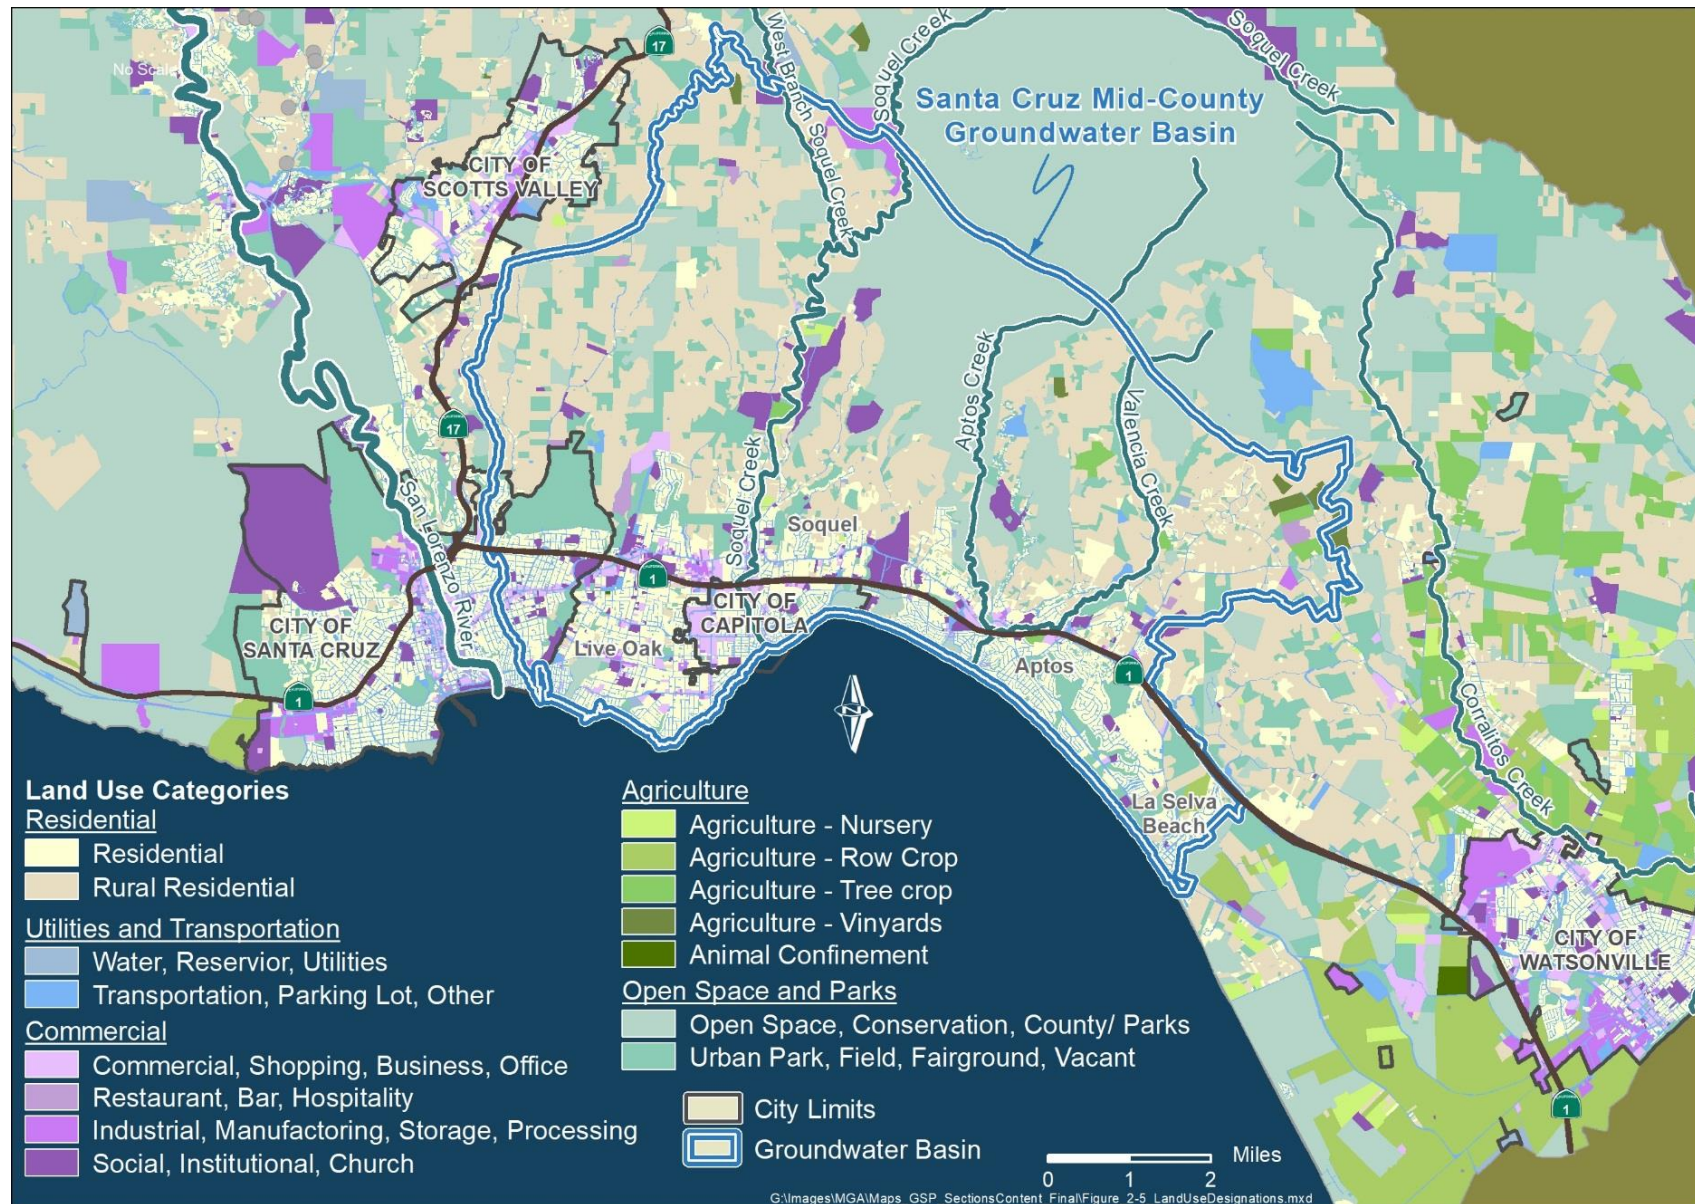 No Scale
17
West Branch Soquel Creek
Soquel Creek
Soquel Creek
Santa Cruz Mid-County
Groundwater Basin
CITY OF
SCOTTS VALLEY
17
Aptos Creek
Valencia Creek
San Lorenzo River
Soquel Creek
Soquel
1
CITY OF
CAPITOLA
CITY OF
SANTA CRUZ
Live Oak
Aptos
1
1
N
Corralitos Creek
La Selva
Beach
CITY OF
WATSONVILLE
1
Land Use Categories
Residential
Residential
Rural Residential
Utilities and Transportation
Water, Reservior, Utilities
Transportation, Parking Lot, Other
Commercial
Commercial, Shopping, Business, Office
Restaurant, Bar, Hospitality
Industrial, Manufactoring, Storage, Processing
Social, Institutional, Church
Agriculture
Agriculture - Nursery
Agriculture - Row Crop
Agriculture - Tree crop
Agriculture - Vinyards
Animal Confinement
Open Space and Parks
Open Space, Conservation, County/ Parks
Urban Park, Field, Fairground, Vacant
City Limits
Groundwater Basin
Miles
0 1 2
G:\Images\MGA\Maps_GSP_SectionsContent_Final\Figure_2-5_LandUseDesignations.mxd